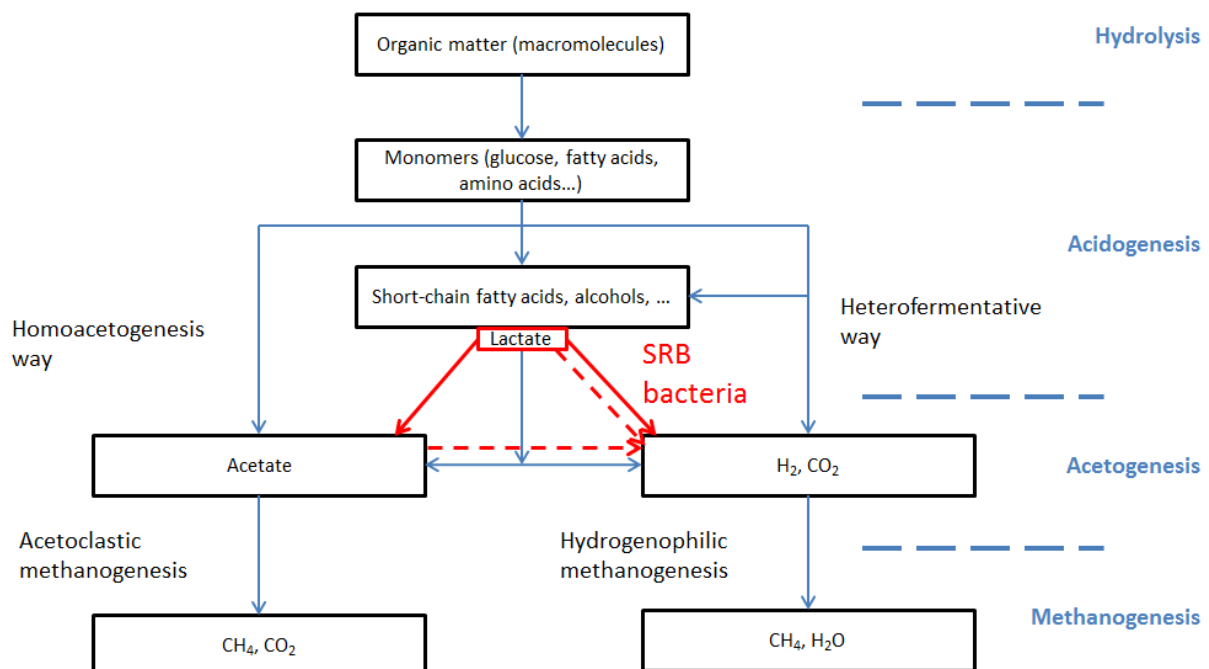 Organic matter (macromolecules)
Hydrolysis
Monomers (glucose, fatty acids,
amino acids...)
Acidogenesis
Short-chain fatty acids, alcohols, ...
Homoacetogenesis
way
Heterofermentative
way
Lactate
SRB
bacteria
Acetate
H₂, CO₂
Acetogenesis
Acetoclastic
methanogenesis
Hydrogenophilic
methanogenesis
Methanogenesis
CH₄, CO₂
CH₄, H₂O